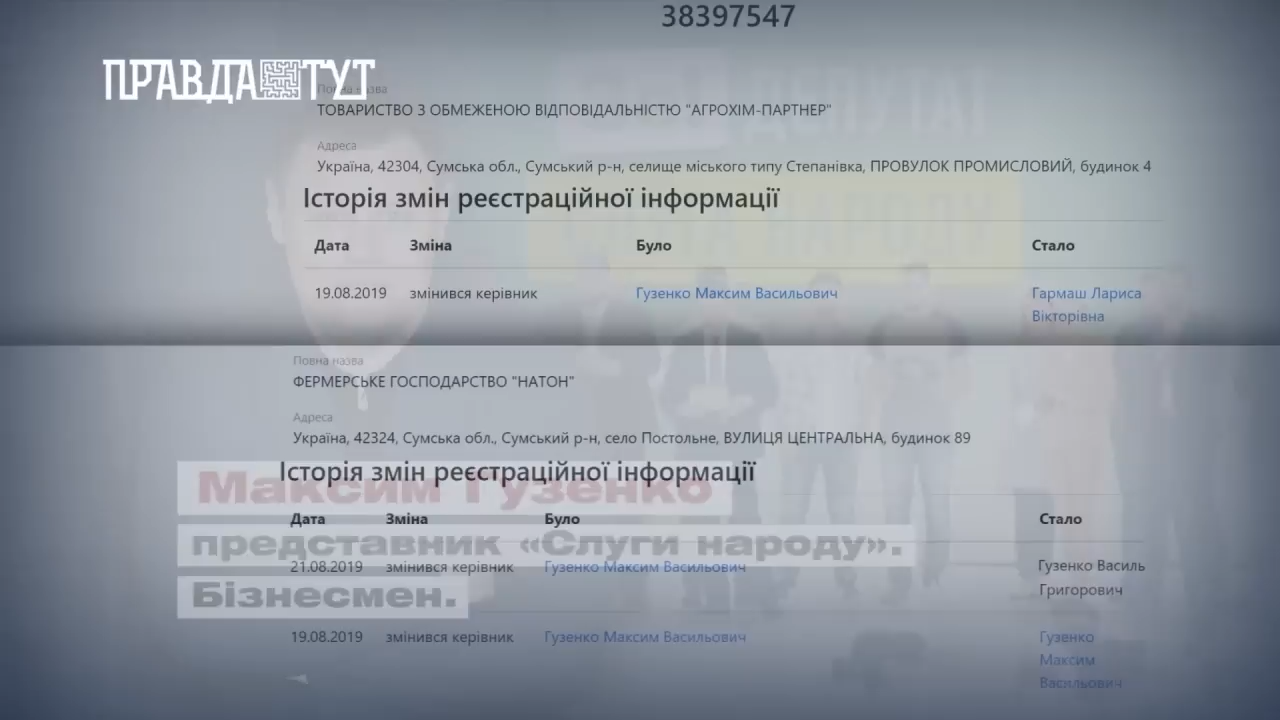 38397547
ПРАВДА ТУТ
Повна назва
ТОВАРИСТВО З ОБМЕЖЕНОЮ ВІДПОВІДАЛЬНІСТЮ "АГРОХІМ-ПАРТНЕР"
Адреса
Україна, 42304, Сумська обл., Сумський р-н, селище міського типу Степанівка, ПРОВУЛОК ПРОМИСЛОВИЙ, будинок 4
Історія змін реєстраційної інформації
Дата Зміна Було Стало
19.08.2019 змінився керівник Гузенко Максим Васильович Гармаш Лариса
Вікторівна
Повна назва
ФЕРМЕРСЬКЕ ГОСПОДАРСТВО "НАТОН"
Адреса
Україна, 42324, Сумська обл., Сумський р-н, село Постольне, ВУЛИЦЯ ЦЕНТРАЛЬНА, будинок 89
Історія змін реєстраційної інформації
Максим Гузенко
Дата Зміна Було Стало
представник «Слуги народу».
21.08.2019 змінився керівник Гузенко Максим Васильович Гузенко Василь
Григорович
Бізнесмен.
19.08.2019 змінився керівник Гузенко Максим Васильович Гузенко
Максим
Васильович